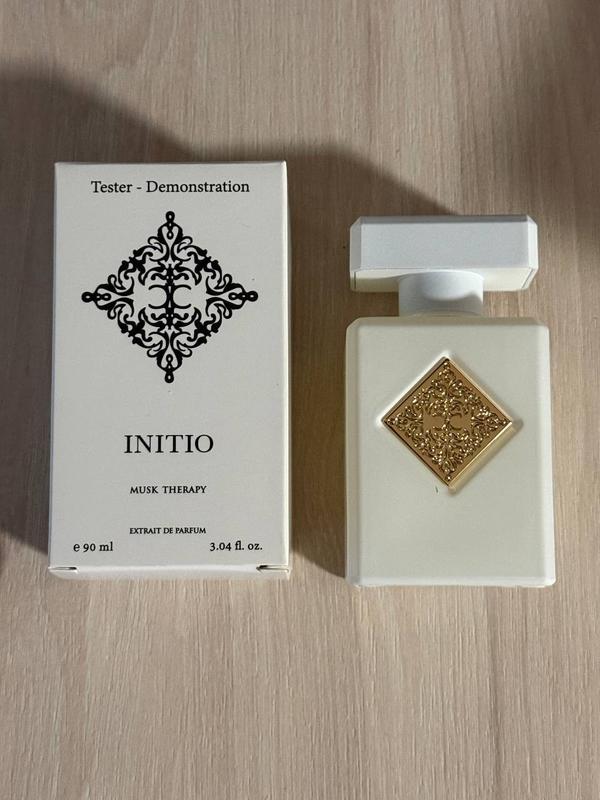 Tester - Demonstration
INITIO
MUSK THERAPY
EXTRAIT DE PARFUM
e 90 ml 3.04 fl. oz.